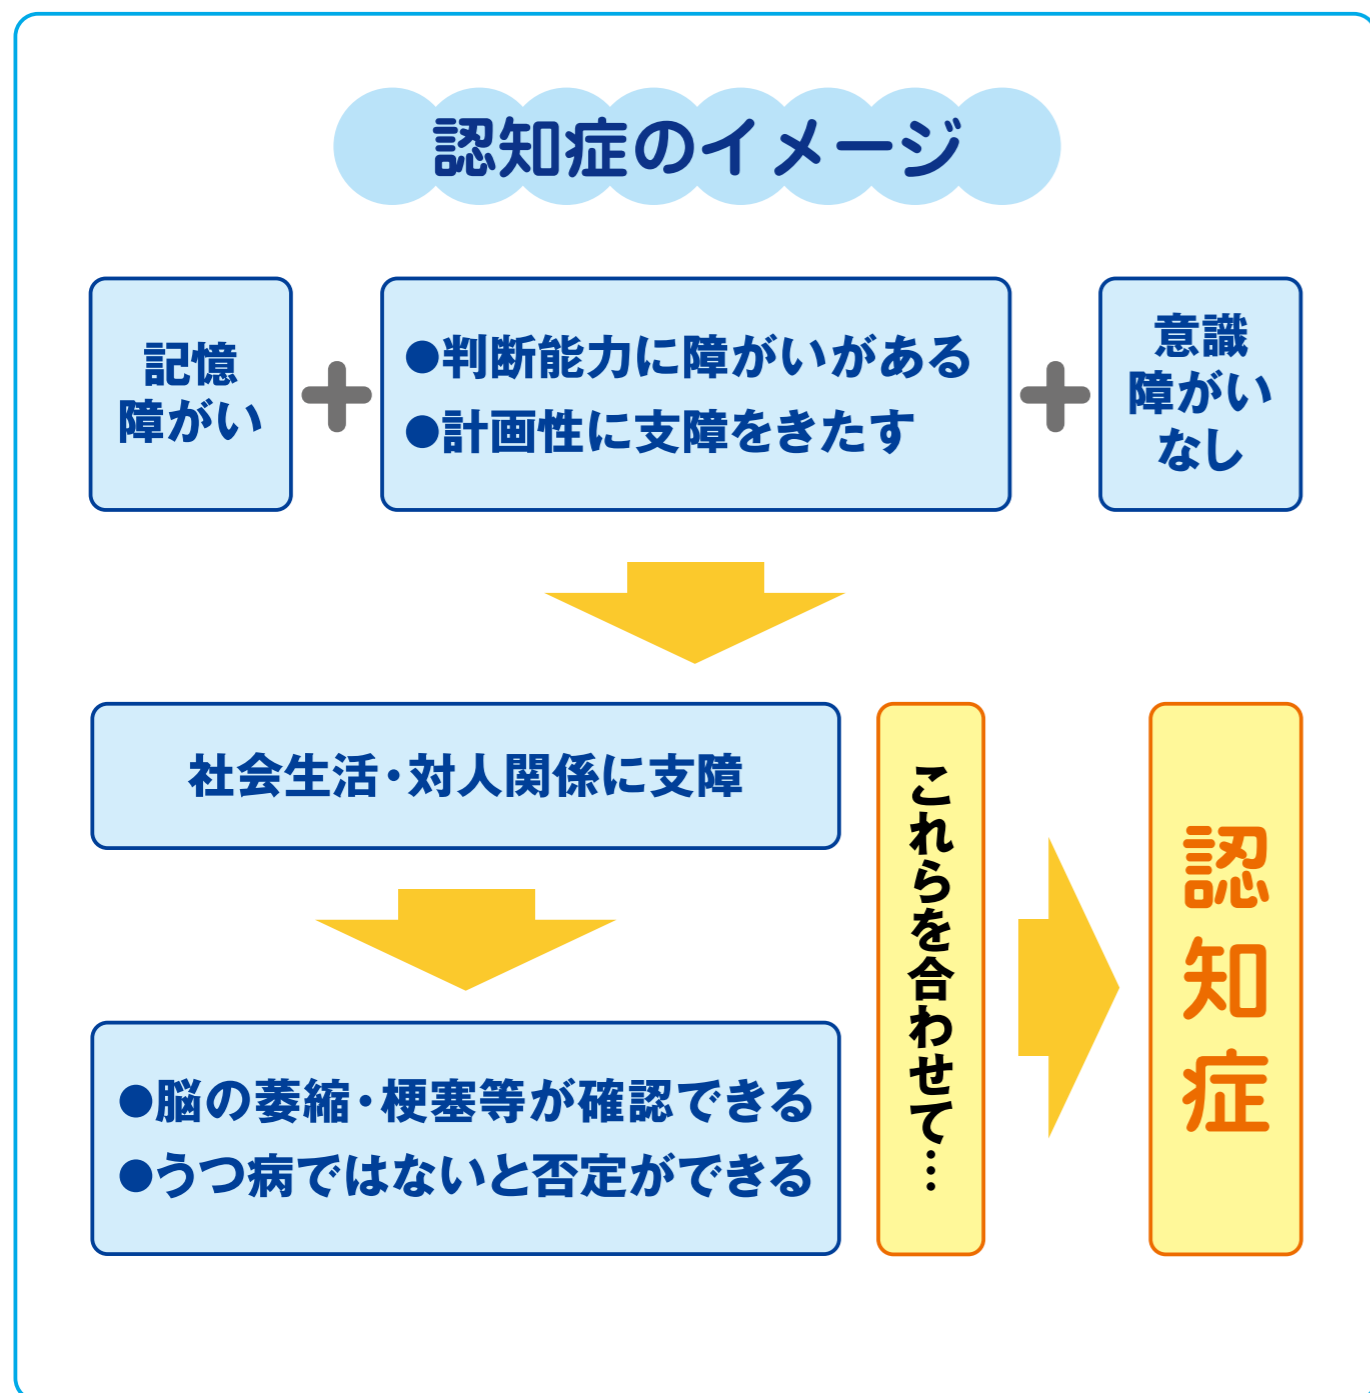 認知症のイメージ
記憶
障がい
●判断能力に障がいがある
●計画性に支障をきたす
意識
障がい
なし
社会生活・対人関係に支障
●脳の萎縮・梗塞等が確認できる
●うつ病ではないと否定ができる
これらを合わせて…
認知症